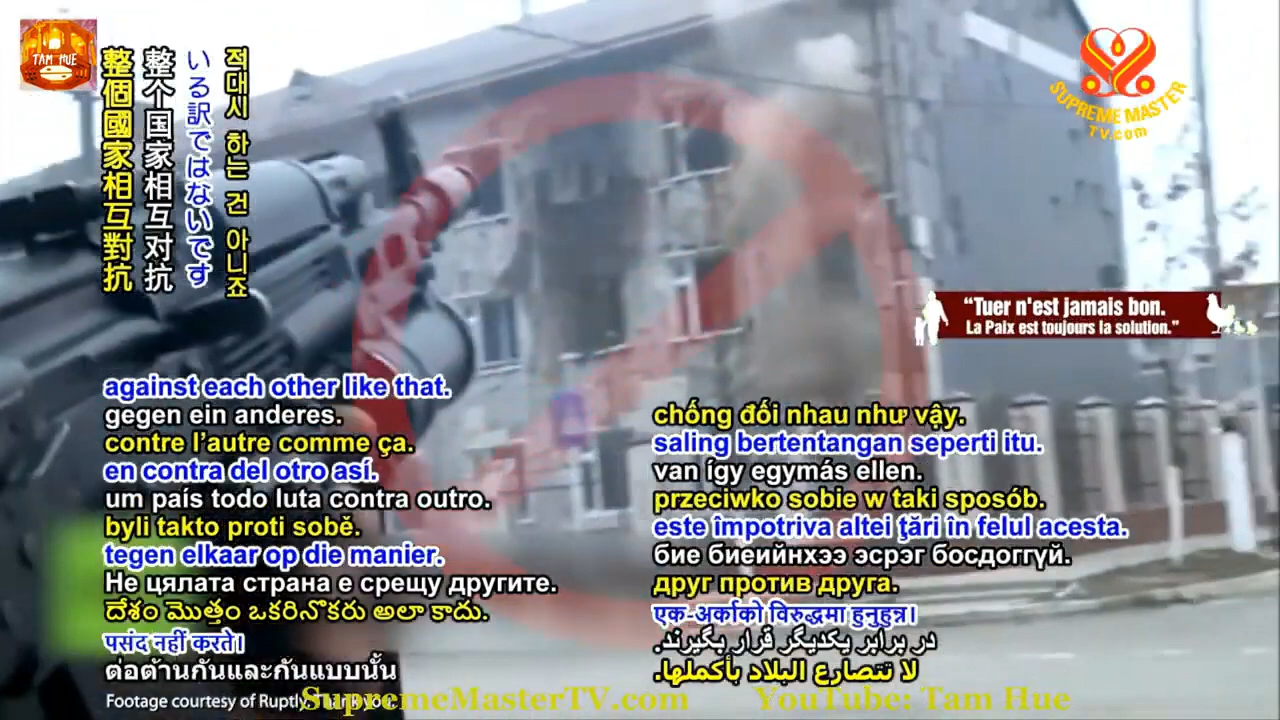 TAM HUE
整個國家相互對抗
整个国家相互对抗
いる訳ではないです
적대시 하는 건 아니죠
SUPREME MASTER
TV.com
“Tuer n'est jamais bon.
La Paix est toujours la solution.”
against each other like that.
gegen ein anderes.
contre l’autre comme ça.
en contra del otro así.
um país todo luta contra outro.
byli takto proti sobě.
tegen elkaar op die manier.
Не цялата страна е срещу другите.
దేశం మొత్తం ఒకరినొకరు అలా కాదు.
पसंद नहीं करते।
ต่อต้านกันและกันแบบนั้น
chống đối nhau như vậy.
saling bertentangan seperti itu.
van így egymás ellen.
przeciwko sobie w taki sposób.
este împotriva altei ţări în felul acesta.
бие биеийнхээ эсрэг босдоггүй.
друг против друга.
एक-अर्काको विरुद्धमा हुनुहुन्न।
در برابر یکدیگر قرار بگیرند.
لا تتصارع البلاد بأكملها.
Footage courtesy of Ruptly, Thank you.
SupremeMasterTV.com YouTube: Tam Hue